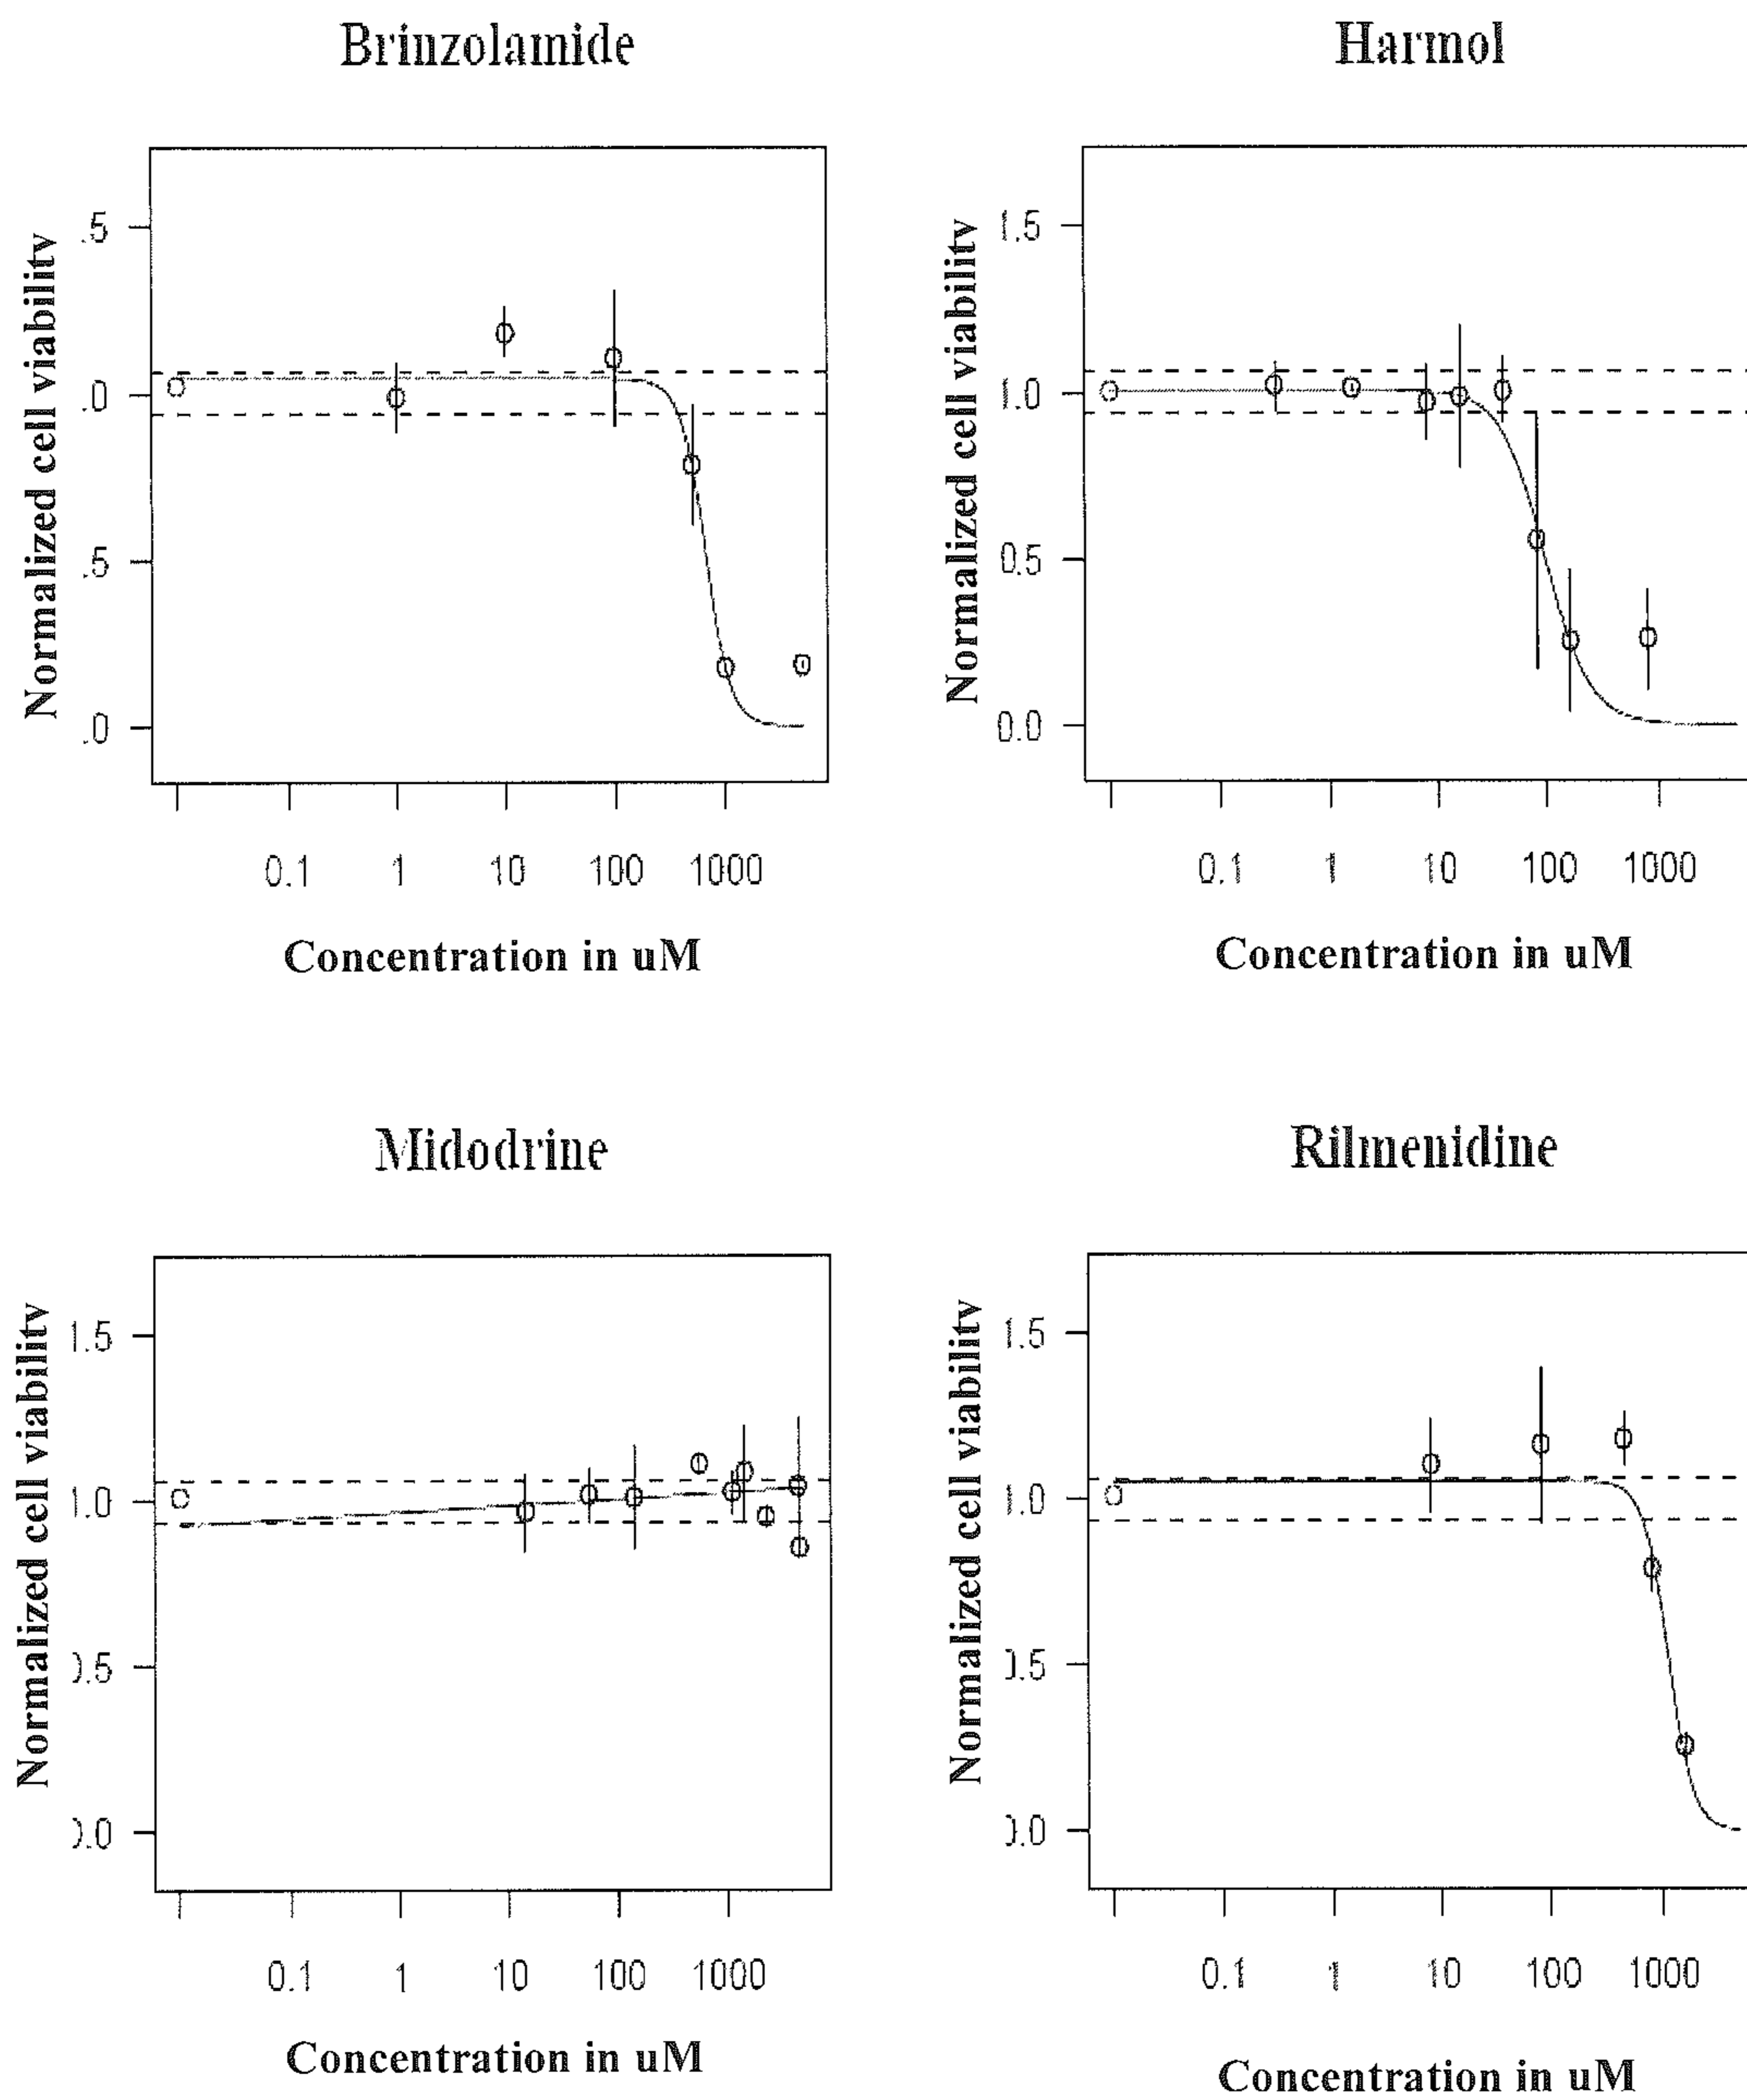 Brinzolamide
Harmol
Normalized cell viability
.5
.0
.5
.0
0.1 1 10 100 1000
Concentration in uM
Normalized cell viability
1.5
1.0
0.5
0.0
0.1 1 10 100 1000
Concentration in uM
Midodrine
Rilmenidine
Normalized cell viability
1.5
1.0
).5
).0
0.1 1 10 100 1000
Concentration in uM
Normalized cell viability
1.5
1.0
).5
).0
0.1 1 10 100 1000
Concentration in uM